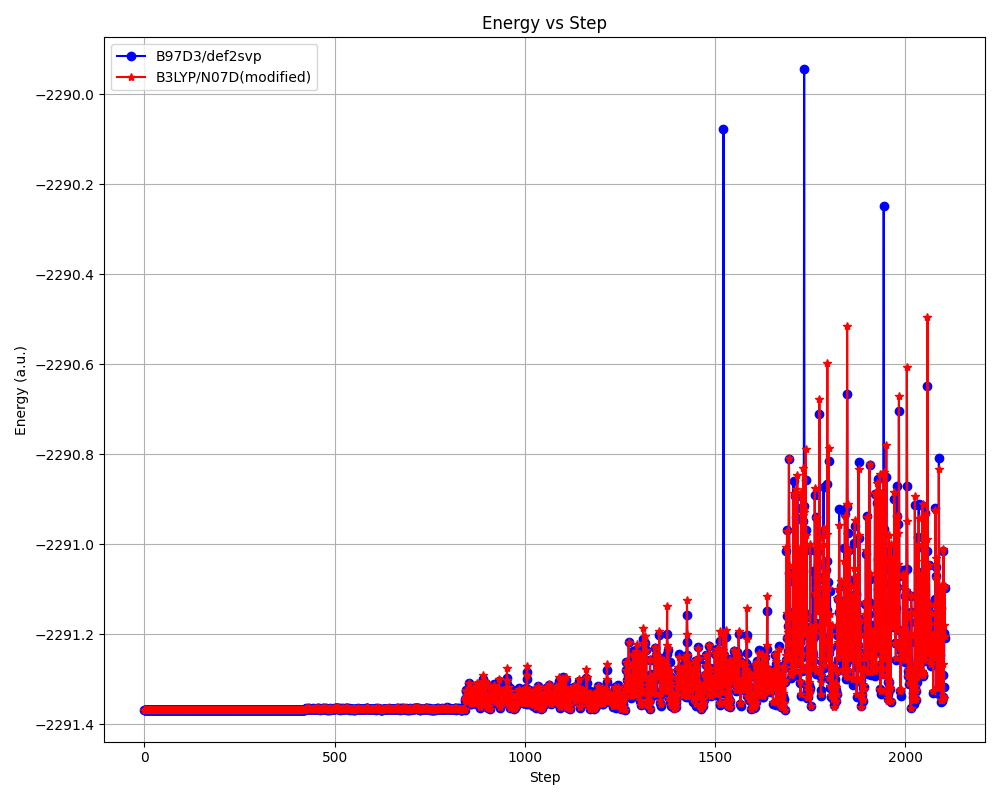 Energy vs Step
B97D3/def2svp
B3LYP/N07D(modified)
−2290.0
−2290.2
−2290.4
−2290.6
−2290.8
−2291.0
−2291.2
−2291.4
Energy (a.u.)
0 500 1000 1500 2000
Step